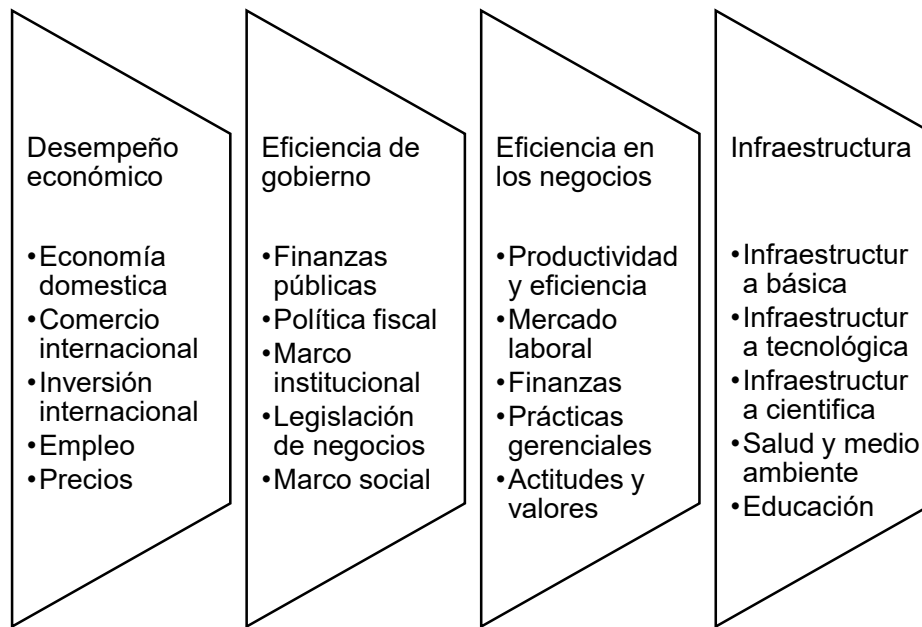 Desempeño
económico
•Economía
domestica
•Comercio
internacional
•Inversión
internacional
•Empleo
•Precios
Eficiencia de
gobierno
•Finanzas
públicas
•Política fiscal
•Marco
institucional
•Legislación
de negocios
•Marco social
Eficiencia en
los negocios
•Productividad
y eficiencia
•Mercado
laboral
•Finanzas
•Prácticas
gerenciales
•Actitudes y
valores
Infraestructura
•Infraestructur
a básica
•Infraestructur
a tecnológica
•Infraestructur
a cientifica
•Salud y medio
ambiente
•Educación